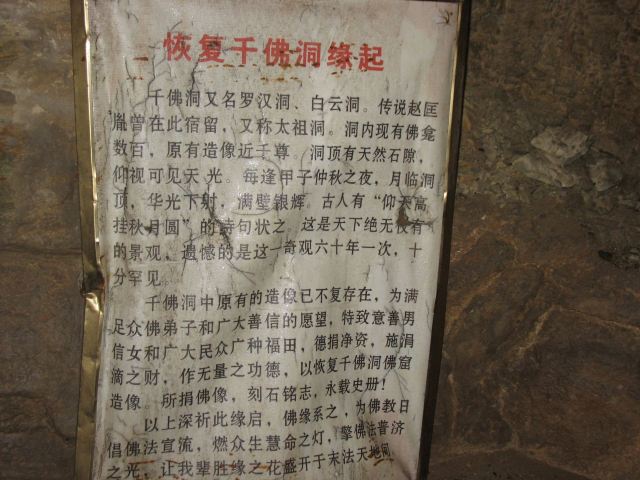 恢复千佛洞缘起
千佛洞又名罗汉洞、白云洞。传说赵匡
胤曾在此宿留，又称太祖洞。洞内现有佛龛
数百，原有造像近千尊。洞顶有天然石隙，
仰视可见天光。每逢甲子仲秋之夜，月临洞
顶，华光下射，满壁银辉。古人有“仰天高
挂秋月圆”的诗句状之。这是天下绝无仅有
的景观，遗憾的是这一奇观六十年一次，十
分罕见。
千佛洞中原有的造像已不复存在，为满
足众佛弟子和广大善信的愿望，特致意善男
信女和广大民众广种福田，德捐净资，施涓
滴之财，作无量之功德，以恢复千佛洞佛窟
造像。所捐佛像，刻石铭志，永载史册！
以上深祈此缘启，佛缘系之，为佛教日
倡佛法宣流，燃众生慧命之灯，擎佛法普济
之光，让我辈胜缘之花盛开于末法天地间